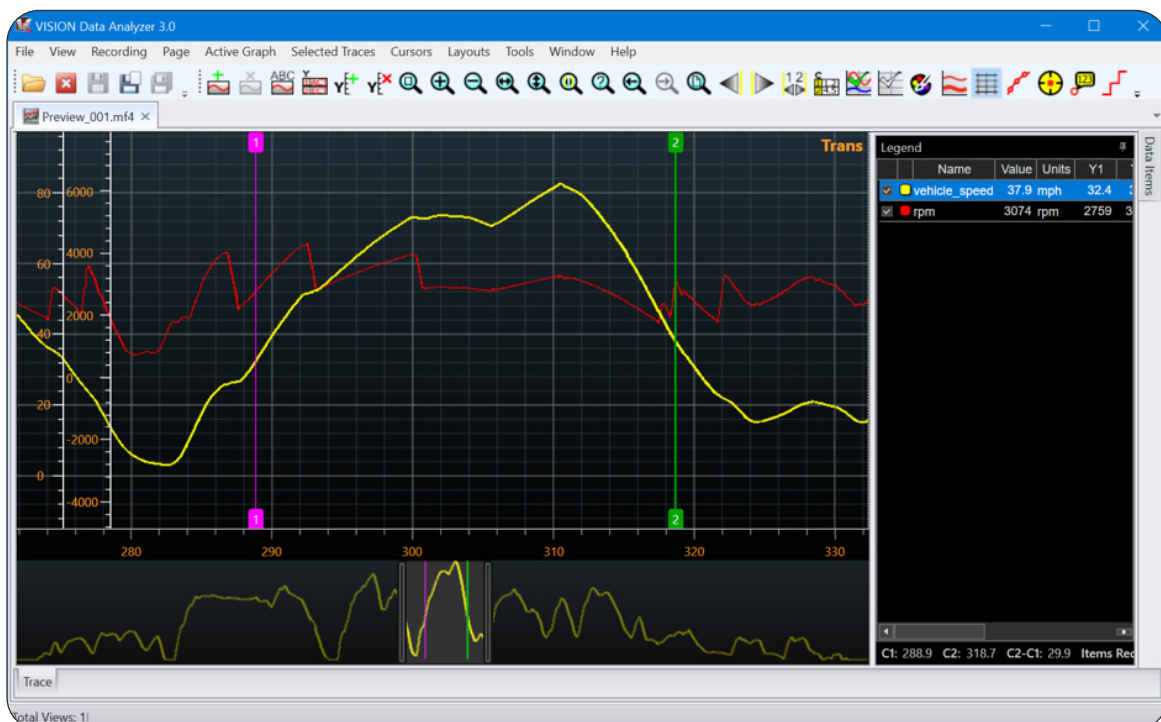 VISION Data Analyzer 3.0
File View Recording Page Active Graph Selected Traces Cursors Layouts Tools Window Help
Preview_001.mf4
1 2 Trans
80 6000
4000
60
2000
40
0
20
-2000
0
-4000
1 2
280 290 300 310 320 330
Legend
Name Value Units Y1
vehicle_speed 37.9 mph 32.4
rpm 3074 rpm 2759 3
C1: 288.9 C2: 318.7 C2-C1: 29.9 Items Rec
Data Items
Trace
Total Views: 1